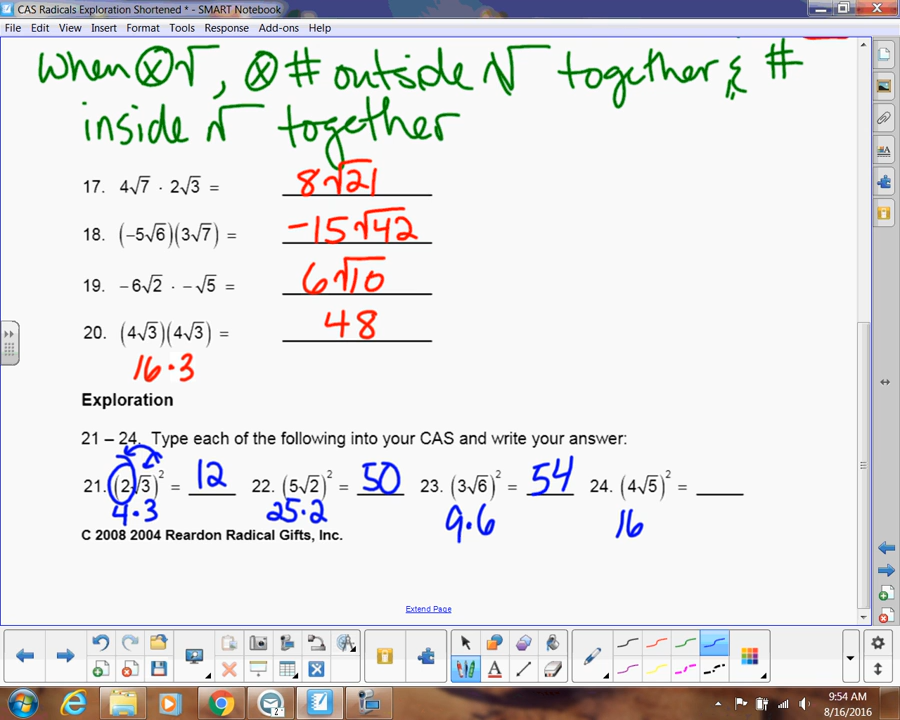 CAS Radicals Exploration Shortened * - SMART Notebook
File Edit View Insert Format Tools Response Add-ons Help
when ⊗√, ⊗ # outside √ together & #
inside √ together
17. 4√7 · 2√3 = 8√21
18. (−5√6)(3√7) = −15√42
19. −6√2 · −√5 = 6√10
20. (4√3)(4√3) = 48
16·3
Exploration
21 – 24. Type each of the following into your CAS and write your answer:
21. (2√3)² = 12 22. (5√2)² = 50 23. (3√6)² = 54 24. (4√5)² = ____
4·3 25·2 9·6 16
C 2008 2004 Reardon Radical Gifts, Inc.
Extend Page
9:54 AM
8/16/2016